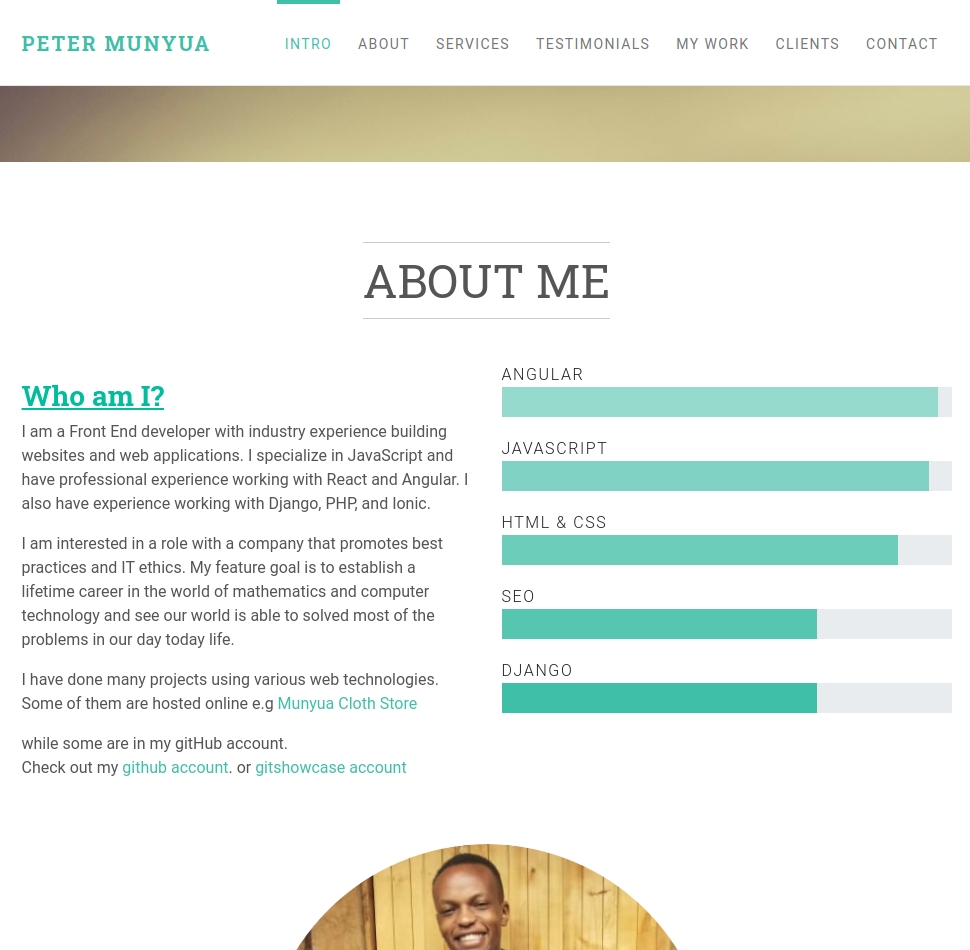 PETER MUNYUA
INTRO ABOUT SERVICES TESTIMONIALS MY WORK CLIENTS CONTACT
ABOUT ME
Who am I?
I am a Front End developer with industry experience building
websites and web applications. I specialize in JavaScript and
have professional experience working with React and Angular. I
also have experience working with Django, PHP, and Ionic.
I am interested in a role with a company that promotes best
practices and IT ethics. My feature goal is to establish a
lifetime career in the world of mathematics and computer
technology and see our world is able to solved most of the
problems in our day today life.
I have done many projects using various web technologies.
Some of them are hosted online e.g Munyua Cloth Store
while some are in my gitHub account.
Check out my github account. or gitshowcase account
ANGULAR
JAVASCRIPT
HTML & CSS
SEO
DJANGO